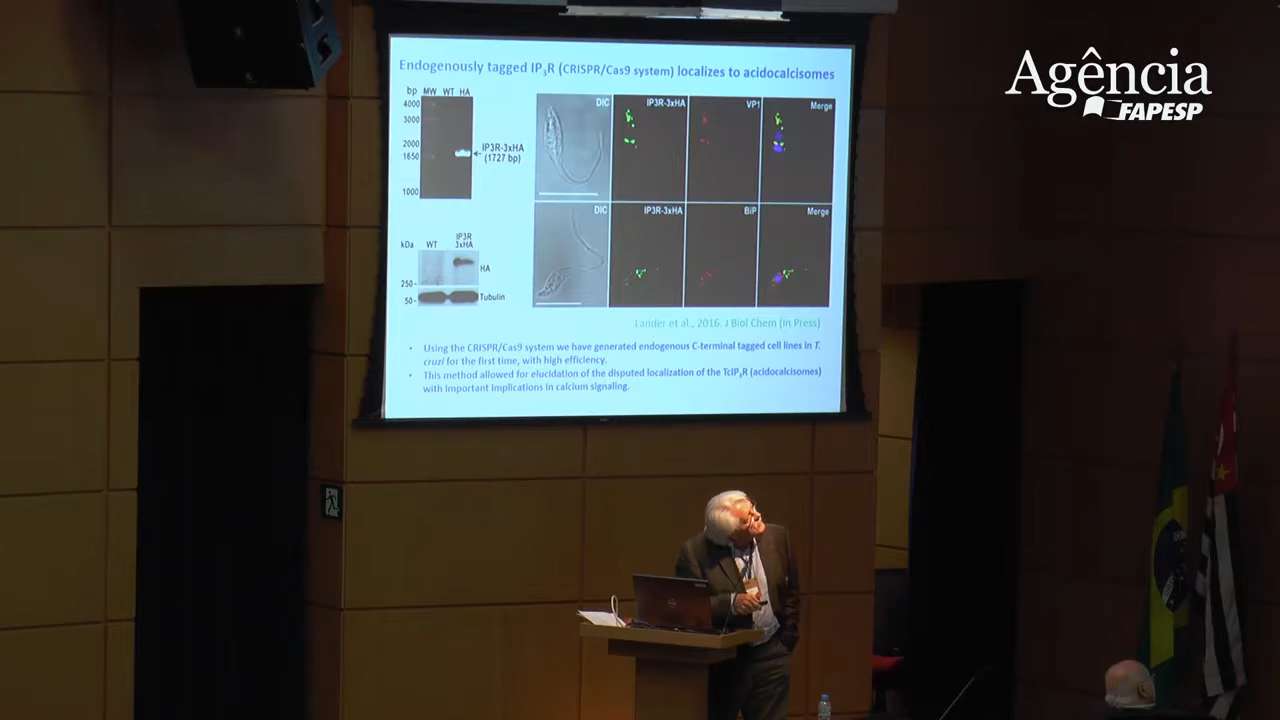 Agência
FAPESP
Endogenously tagged IP₃R (CRISPR/Cas9 system) localizes to acidocalcisomes
bp MW WT HA
4000
3000
2000
1650
1000
IP3R-3xHA
(1727 bp)
DIC IP3R-3xHA VP1 Merge
DIC IP3R-3xHA BiP Merge
kDa WT IP3R
3xHA
HA
250
Tubulin
50
Lander et al., 2016. J Biol Chem (In Press)
• Using the CRISPR/Cas9 system we have generated endogenous C-terminal tagged cell lines in T.
cruzi for the first time, with high efficiency.
• This method allowed for elucidation of the disputed localization of the TcIP₃R (acidocalcisomes)
with important implications in calcium signaling.